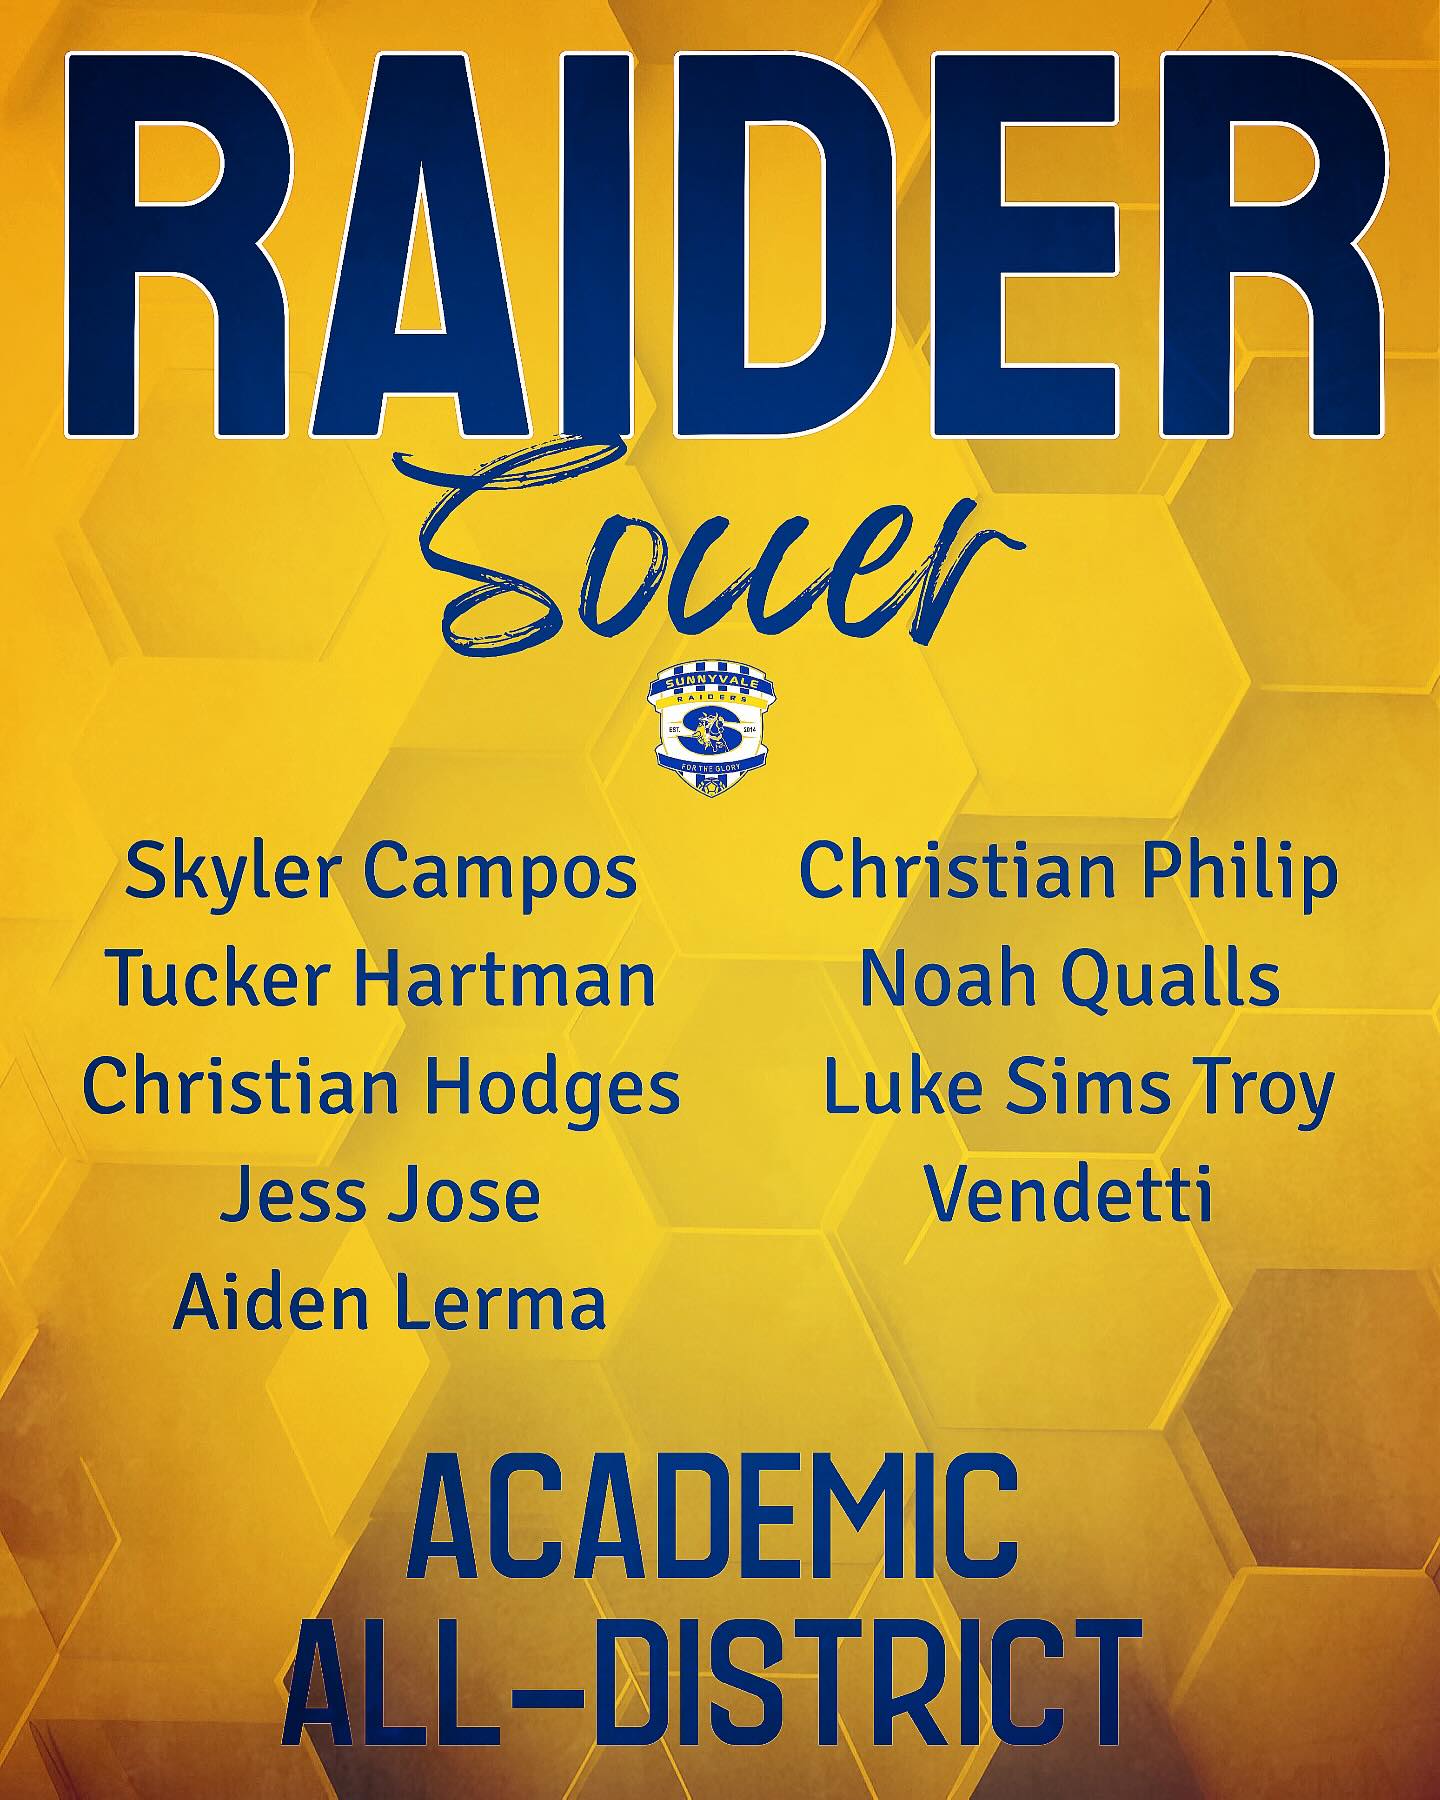 RAIDER
Soccer
SUNNYVALE
RAIDERS
EST. 2014
FOR THE GLORY
Skyler Campos
Tucker Hartman
Christian Hodges
Jess Jose
Aiden Lerma
Christian Philip
Noah Qualls
Luke Sims Troy
Vendetti
ACADEMIC
ALL-DISTRICT